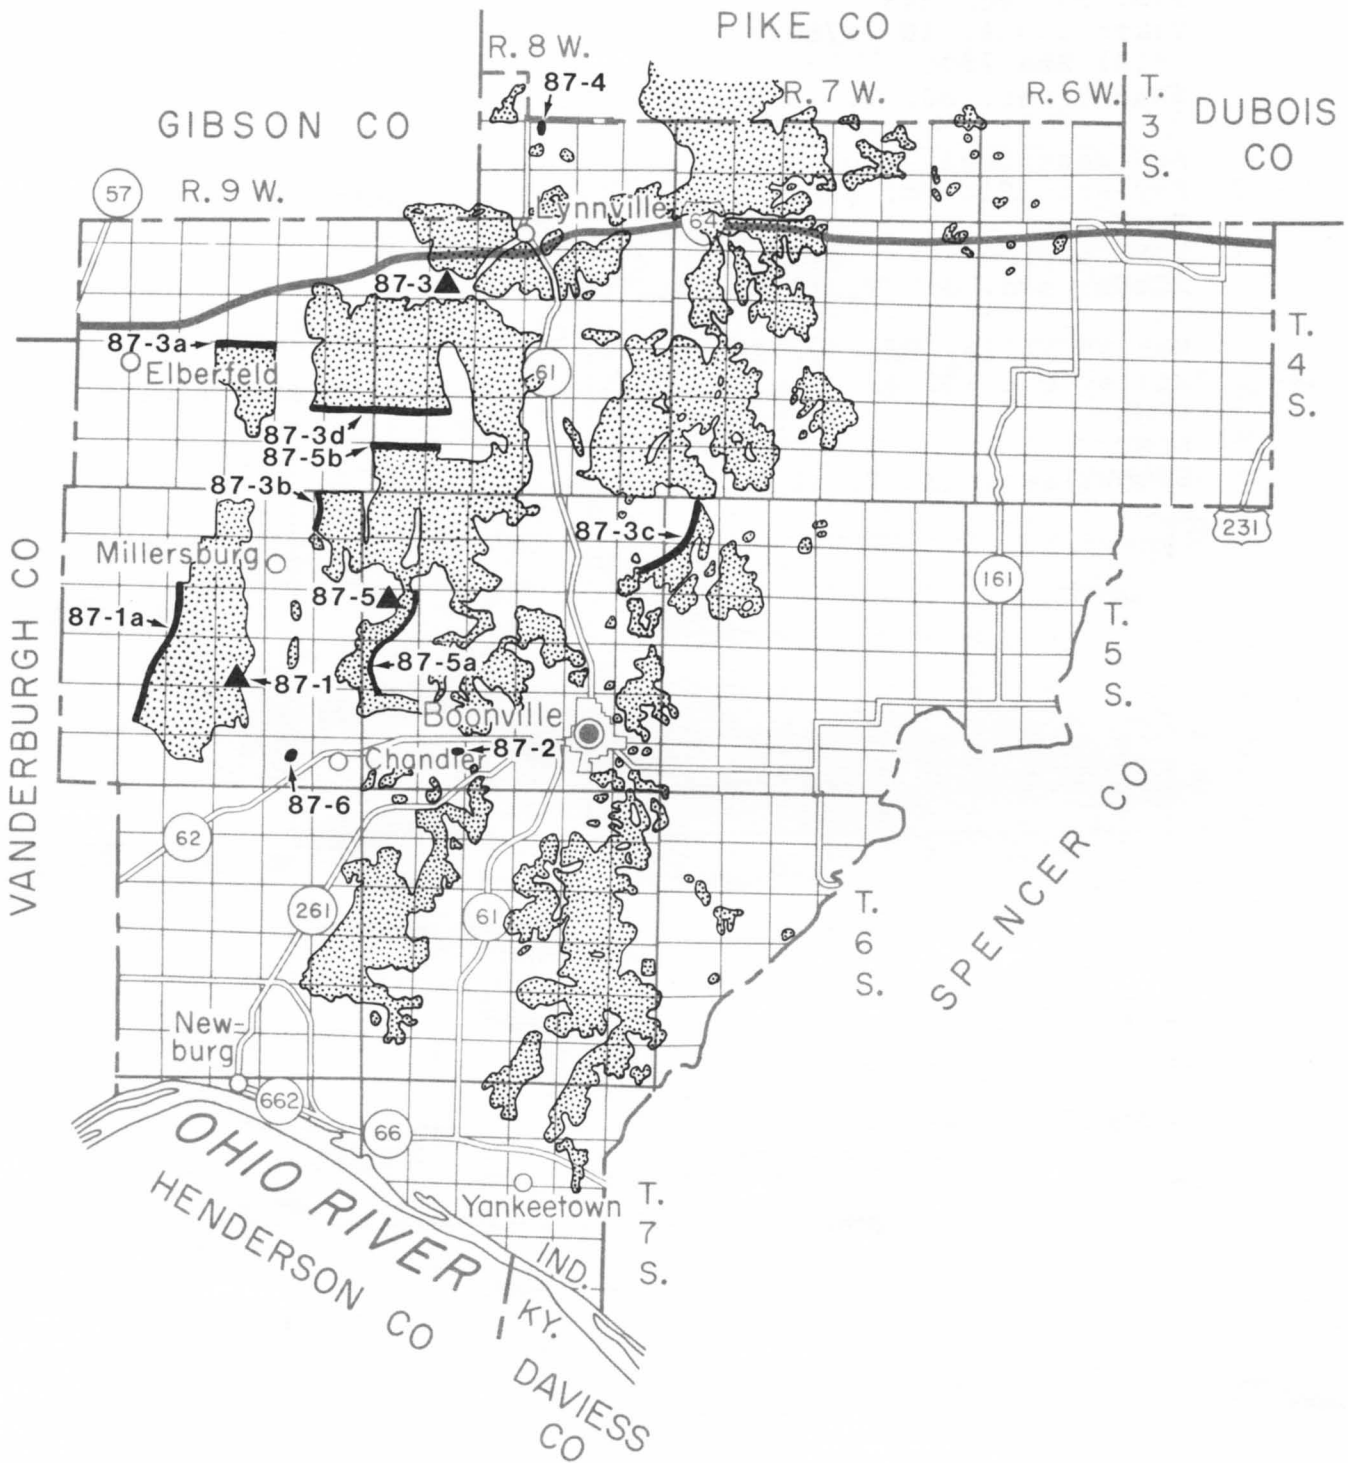 PIKE CO
R. 8 W.
87-4
R. 7 W.
R. 6 W.
T.
3
S.
DUBOIS
CO
GIBSON CO
57
R. 9 W.
Lynnville
64
87-3
87-3a
Elberfeld
61
T.
4
S.
87-3d
87-5b
87-3b
87-3c
231
Millersburg
VANDERBURGH CO
161
87-5
87-1a
T.
5
S.
87-5a
87-1
Boonville
87-2
Chandler
87-6
62
SPENCER CO
261
61
T.
6
S.
New-
burg
662
66
OHIO RIVER
HENDERSON CO
Yankeetown
T.
7
S.
IND.
KY.
DAVIESS
CO